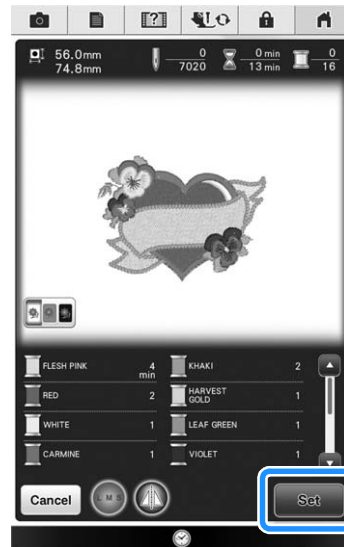 [?]
56.0mm
74.8mm
0
7020
0 min
13 min
0
16
FLESH PINK 4 min
KHAKI 2
RED 2
HARVEST GOLD 1
WHITE 1
LEAF GREEN 1
CARMINE 1
VIOLET 1
Cancel
L M S
Set